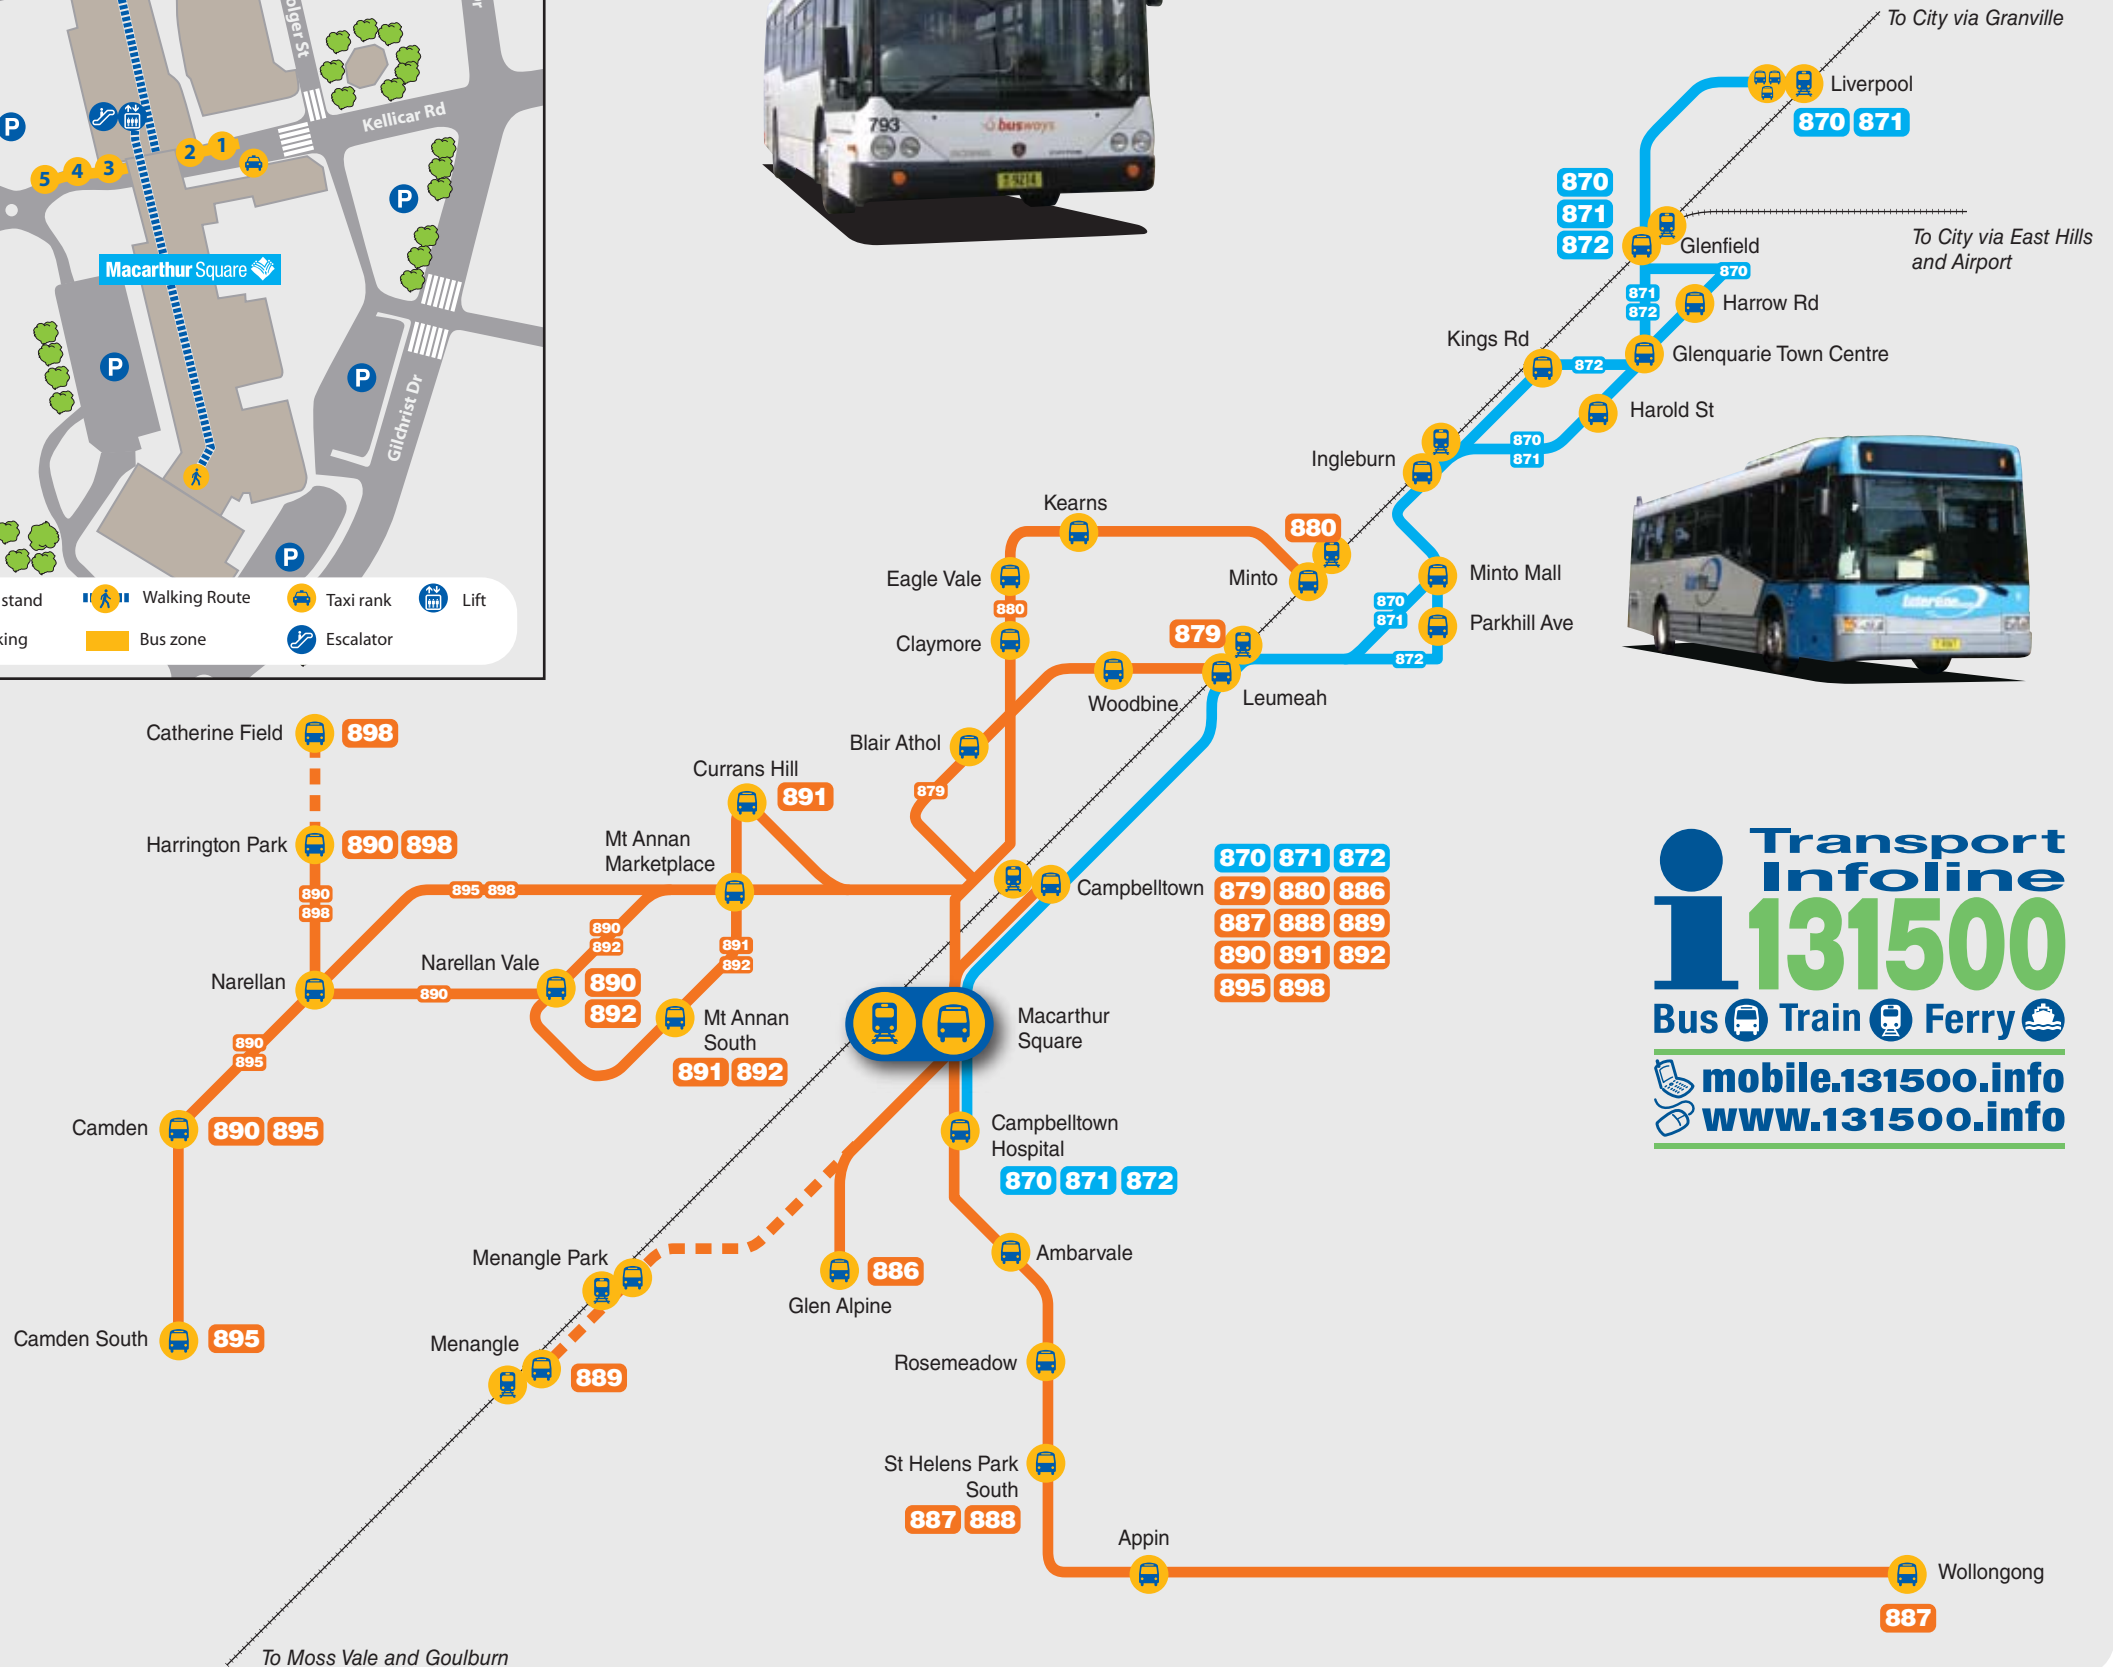 olger St
Kellicar Rd
P
5
4
3
2
1
P
Macarthur Square
P
P
Gilchrist Dr
P
stand
Walking Route
Taxi rank
Lift
king
Bus zone
Escalator
793
busways
To City via Granville
Liverpool
870 871
870
871
872
Glenfield
To City via East Hills
and Airport
870
871
872
Harrow Rd
Kings Rd
872
Glenquarie Town Centre
Harold St
870
871
Ingleburn
Kearns
880
Eagle Vale
Minto
Minto Mall
880
870
871
879
Parkhill Ave
Claymore
872
Woodbine
Leumeah
Catherine Field
898
Blair Athol
Currans Hill
891
879
Harrington Park
890 898
Mt Annan
Marketplace
890
898
895 898
Campbelltown
870 871 872
879 880 886
887 888 889
890 891 892
895 898
890
892
891
892
Narellan
Narellan Vale
890
890
892
Mt Annan
South
891 892
Macarthur
Square
890
895
Camden
890 895
Campbelltown
Hospital
870 871 872
Ambarvale
Menangle Park
886
Glen Alpine
Camden South
895
Menangle
889
Rosemeadow
St Helens Park
South
887 888
Appin
Wollongong
887
To Moss Vale and Goulburn
Transport
Infoline
131500
Bus Train Ferry
mobile.131500.info
www.131500.info